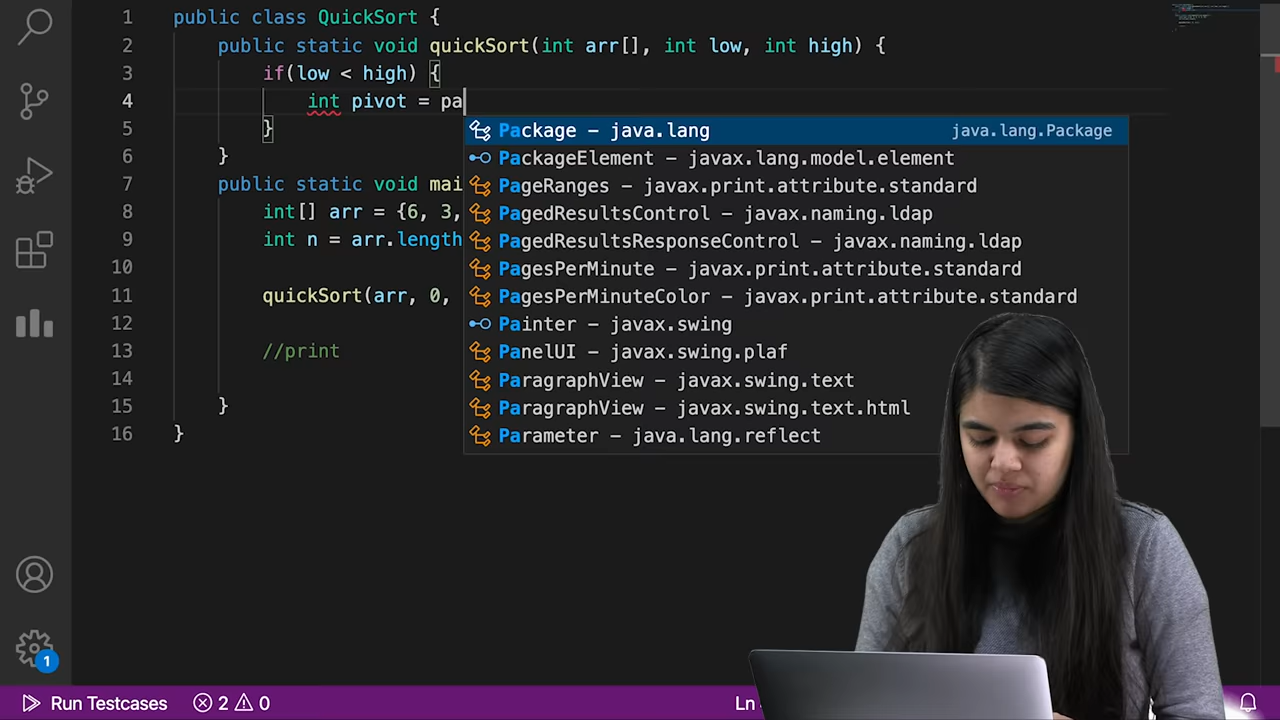 1 public class QuickSort {
2 public static void quickSort(int arr[], int low, int high) {
3 if(low < high) {
4 int pivot = pa
5 }
Package – java.lang java.lang.Package
PackageElement – javax.lang.model.element
PageRanges – javax.print.attribute.standard
PagedResultsControl – javax.naming.ldap
PagedResultsResponseControl – javax.naming.ldap
PagesPerMinute – javax.print.attribute.standard
PagesPerMinuteColor – javax.print.attribute.standard
Painter – javax.swing
PanelUI – javax.swing.plaf
ParagraphView – javax.swing.text
ParagraphView – javax.swing.text.html
Parameter – java.lang.reflect
6 }
7 public static void mai
8 int[] arr = {6, 3,
9 int n = arr.length
10
11 quickSort(arr, 0,
12
13 //print
14
15 }
16 }
1
Run Testcases 2 0 Ln